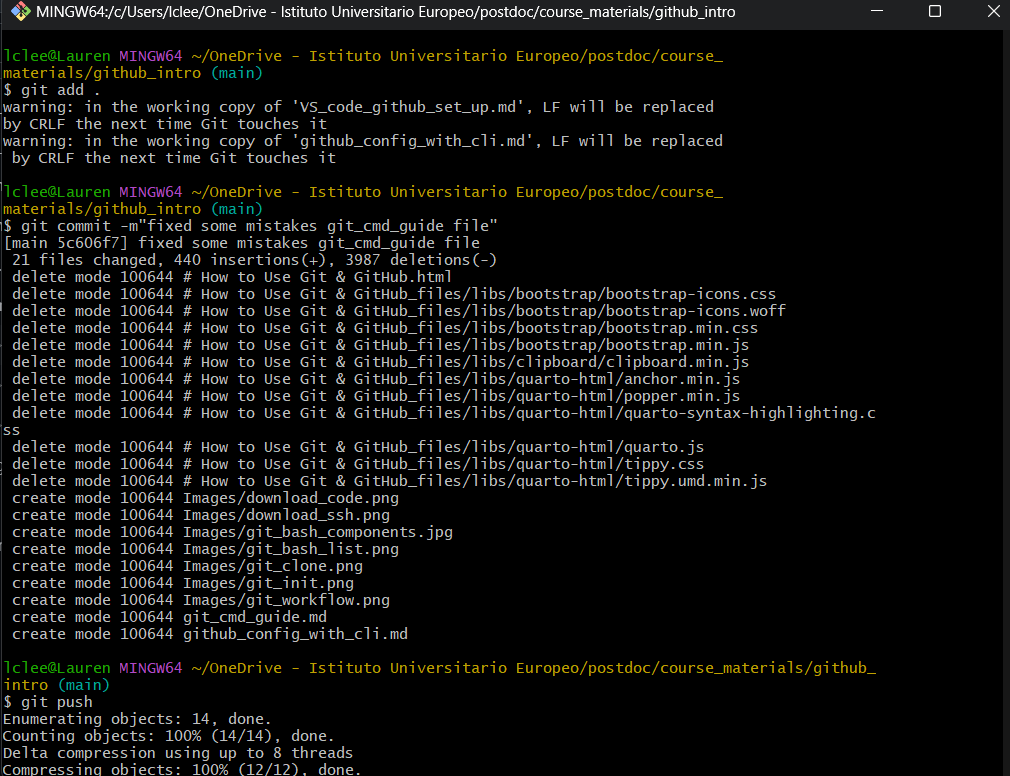 MINGW64:/c/Users/lclee/OneDrive - Istituto Universitario Europeo/postdoc/course_materials/github_intro
lclee@Lauren MINGW64 ~/OneDrive - Istituto Universitario Europeo/postdoc/course_
materials/github_intro (main)
$ git add .
warning: in the working copy of 'VS_code_github_set_up.md', LF will be replaced
by CRLF the next time Git touches it
warning: in the working copy of 'github_config_with_cli.md', LF will be replaced
 by CRLF the next time Git touches it
lclee@Lauren MINGW64 ~/OneDrive - Istituto Universitario Europeo/postdoc/course_
materials/github_intro (main)
$ git commit -m"fixed some mistakes git_cmd_guide file"
[main 5c606f7] fixed some mistakes git_cmd_guide file
 21 files changed, 440 insertions(+), 3987 deletions(-)
 delete mode 100644 # How to Use Git & GitHub.html
 delete mode 100644 # How to Use Git & GitHub_files/libs/bootstrap/bootstrap-icons.css
 delete mode 100644 # How to Use Git & GitHub_files/libs/bootstrap/bootstrap-icons.woff
 delete mode 100644 # How to Use Git & GitHub_files/libs/bootstrap/bootstrap.min.css
 delete mode 100644 # How to Use Git & GitHub_files/libs/bootstrap/bootstrap.min.js
 delete mode 100644 # How to Use Git & GitHub_files/libs/clipboard/clipboard.min.js
 delete mode 100644 # How to Use Git & GitHub_files/libs/quarto-html/anchor.min.js
 delete mode 100644 # How to Use Git & GitHub_files/libs/quarto-html/popper.min.js
 delete mode 100644 # How to Use Git & GitHub_files/libs/quarto-html/quarto-syntax-highlighting.c
ss
 delete mode 100644 # How to Use Git & GitHub_files/libs/quarto-html/quarto.js
 delete mode 100644 # How to Use Git & GitHub_files/libs/quarto-html/tippy.css
 delete mode 100644 # How to Use Git & GitHub_files/libs/quarto-html/tippy.umd.min.js
 create mode 100644 Images/download_code.png
 create mode 100644 Images/download_ssh.png
 create mode 100644 Images/git_bash_components.jpg
 create mode 100644 Images/git_bash_list.png
 create mode 100644 Images/git_clone.png
 create mode 100644 Images/git_init.png
 create mode 100644 Images/git_workflow.png
 create mode 100644 git_cmd_guide.md
 create mode 100644 github_config_with_cli.md
lclee@Lauren MINGW64 ~/OneDrive - Istituto Universitario Europeo/postdoc/course_materials/github_
intro (main)
$ git push
Enumerating objects: 14, done.
Counting objects: 100% (14/14), done.
Delta compression using up to 8 threads
Compressing objects: 100% (12/12), done.